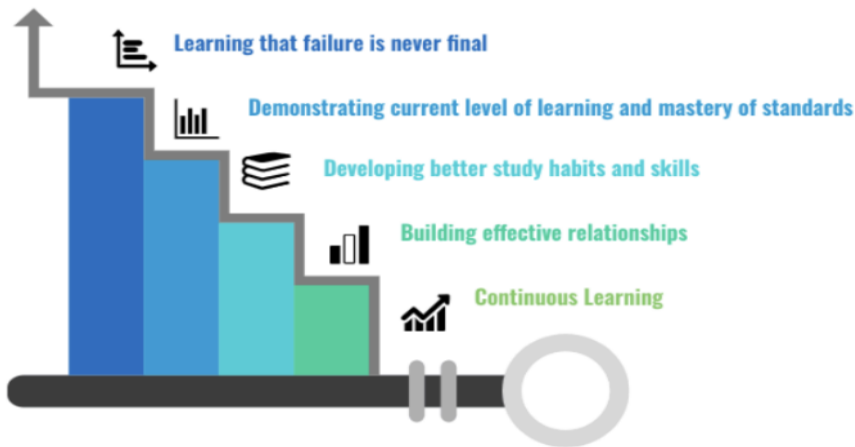 Learning that failure is never final
Demonstrating current level of learning and mastery of standards
Developing better study habits and skills
Building effective relationships
Continuous Learning